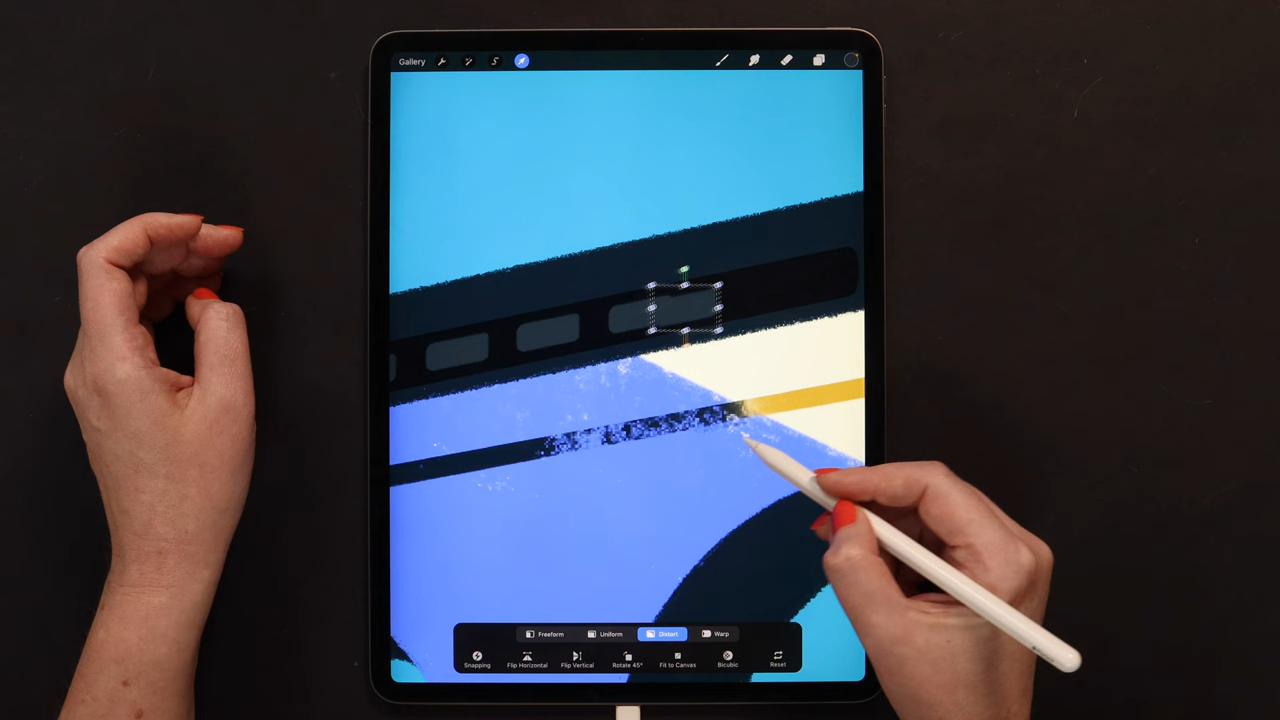 Gallery
Freeform Uniform Distort Warp
Snapping Flip Horizontal Flip Vertical Rotate 45° Fit to Canvas Bicubic Reset